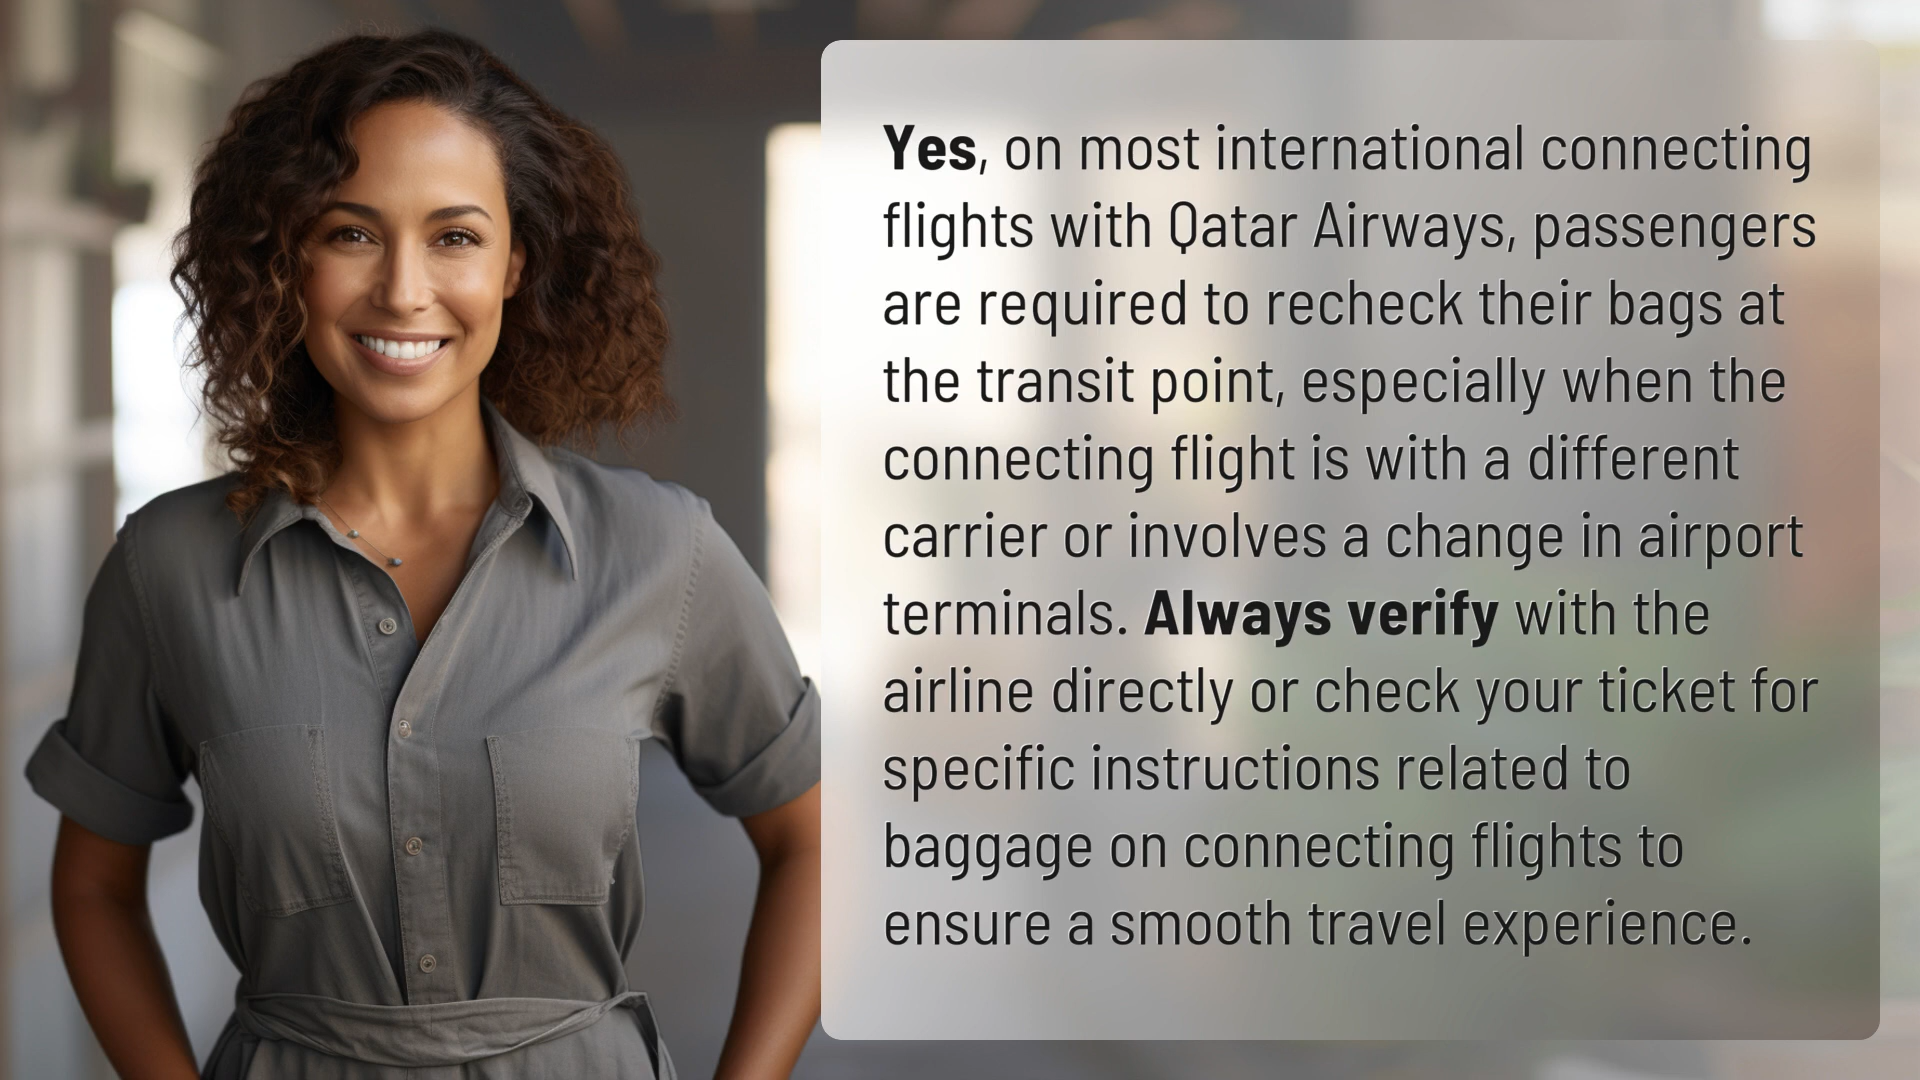 Yes, on most international connecting
flights with Qatar Airways, passengers
are required to recheck their bags at
the transit point, especially when the
connecting flight is with a different
carrier or involves a change in airport
terminals. Always verify with the
airline directly or check your ticket for
specific instructions related to
baggage on connecting flights to
ensure a smooth travel experience.